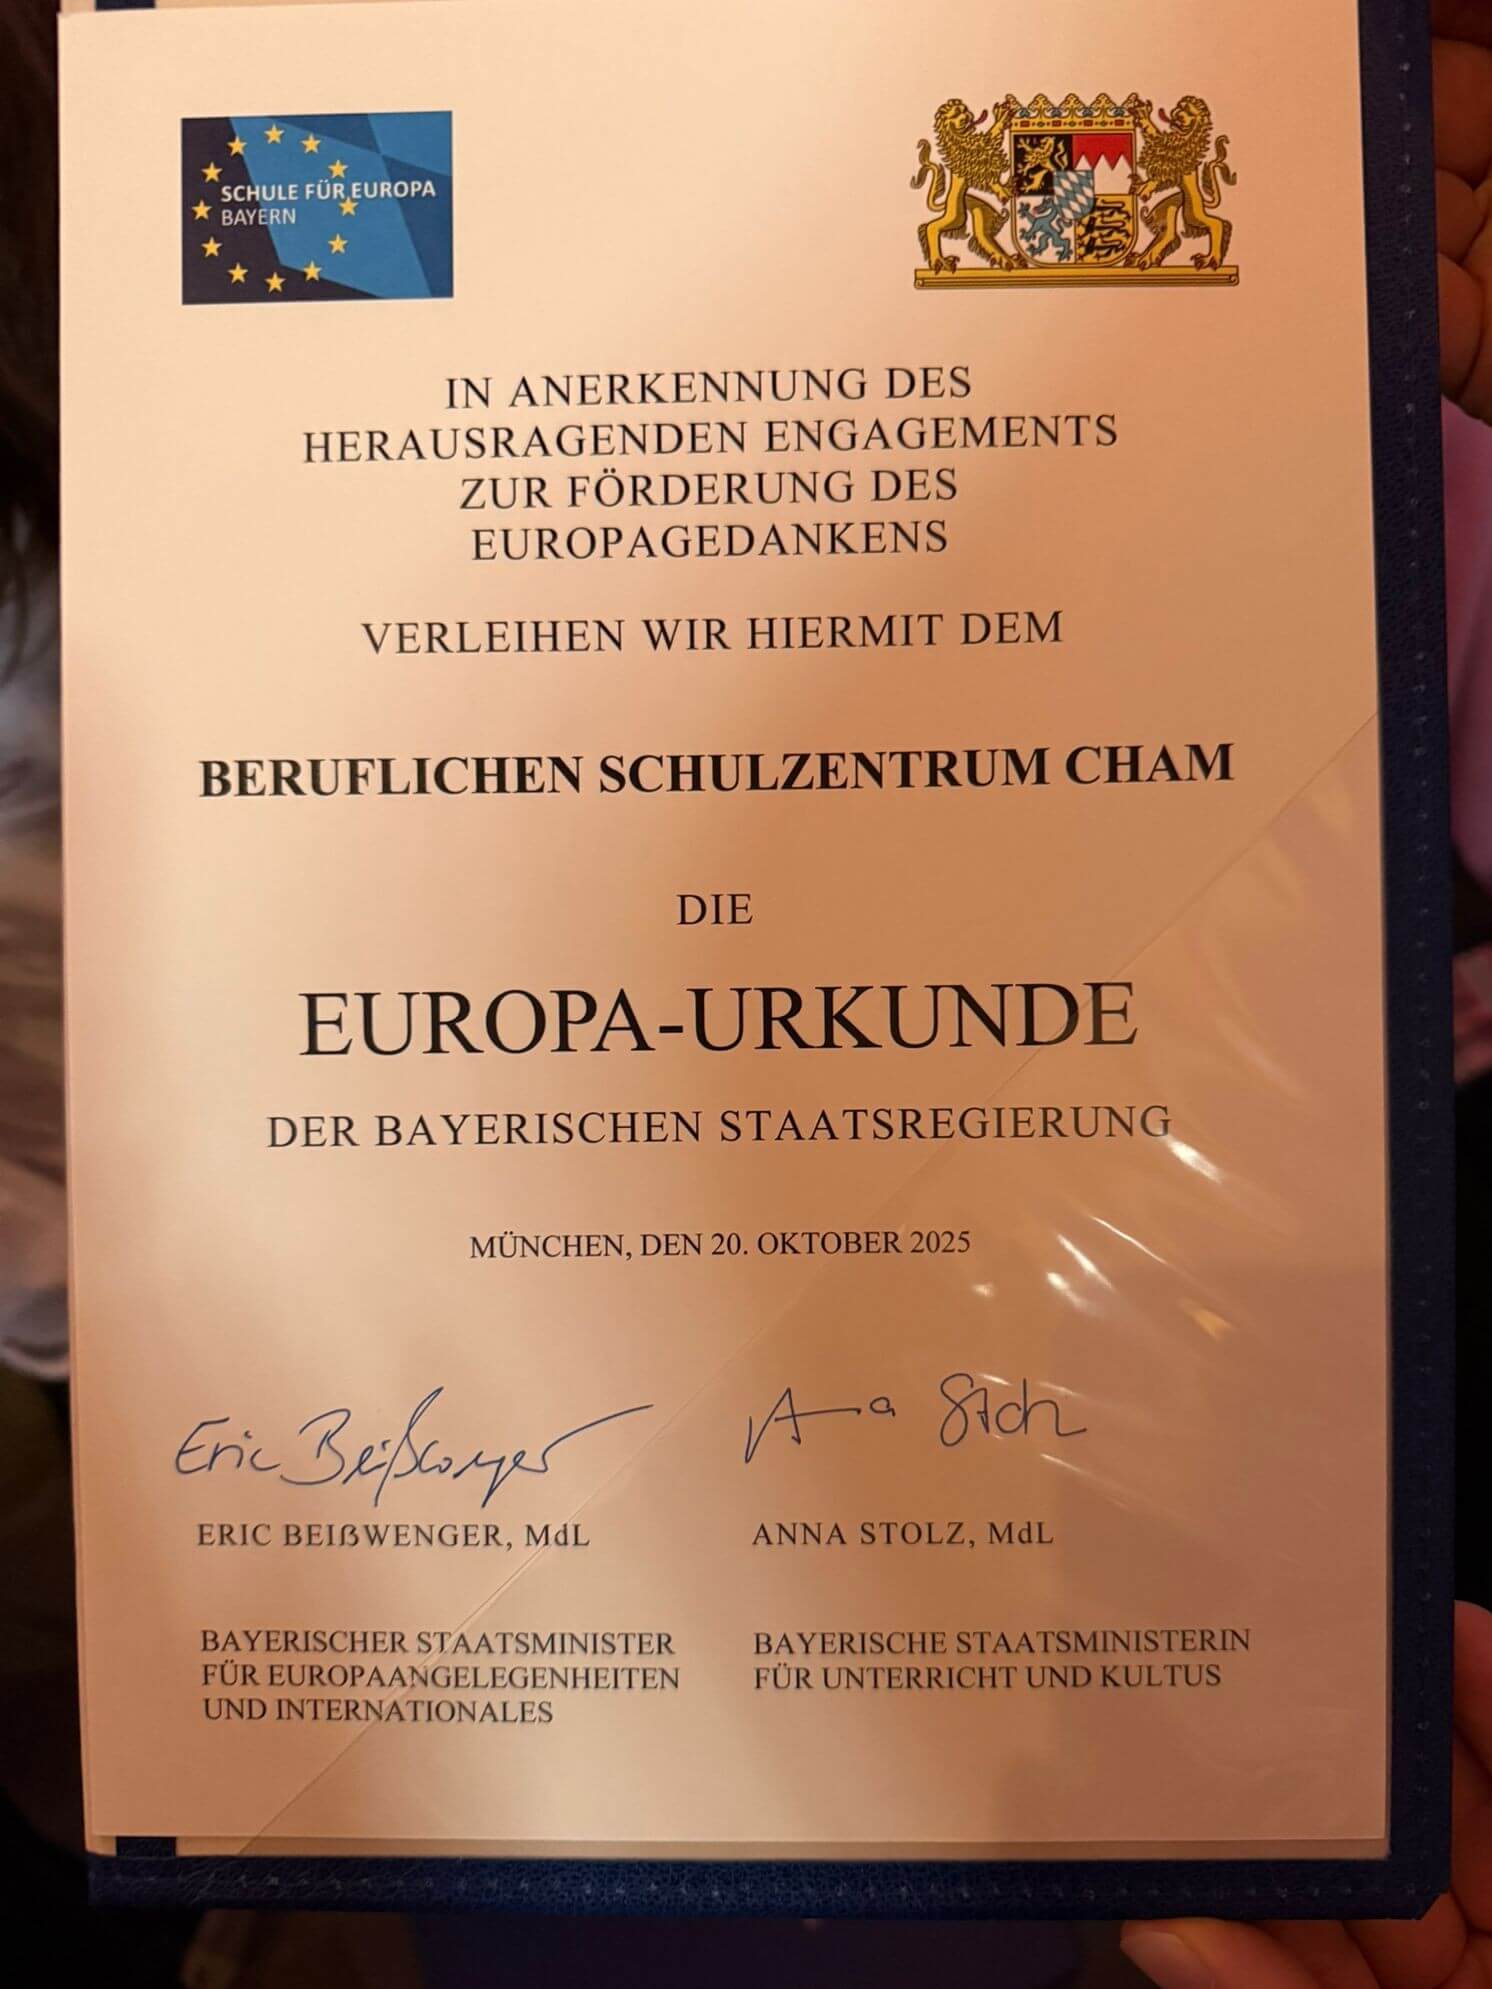 SCHULE FÜR EUROPA
BAYERN
IN ANERKENNUNG DES
HERAUSRAGENDEN ENGAGEMENTS
ZUR FÖRDERUNG DES
EUROPAGEDANKENS
VERLEIHEN WIR HIERMIT DEM
BERUFLICHEN SCHULZENTRUM CHAM
DIE
EUROPA-URKUNDE
DER BAYERISCHEN STAATSREGIERUNG
MÜNCHEN, DEN 20. OKTOBER 2025
Eric Beißwenger
Anna Stolz
ERIC BEIßWENGER, MdL
ANNA STOLZ, MdL
BAYERISCHER STAATSMINISTER
FÜR EUROPAANGELEGENHEITEN
UND INTERNATIONALES
BAYERISCHE STAATSMINISTERIN
FÜR UNTERRICHT UND KULTUS